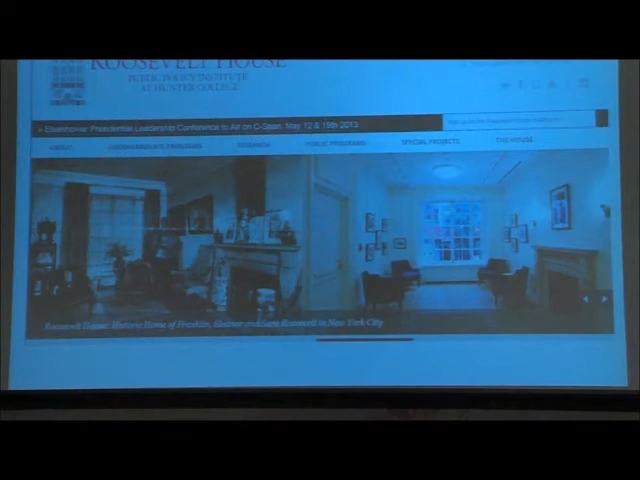 ROOSEVELT HOUSE
PUBLIC POLICY INSTITUTE
AT HUNTER COLLEGE
» Eisenhower Presidential Leadership Conference to Air on C-Span, May 12 & 19th 2013
ABOUT
UNDERGRADUATE PROGRAMS
RESEARCH
PUBLIC PROGRAMS
SPECIAL PROJECTS
THE HOUSE
Roosevelt House: Historic Home of Franklin, Eleanor and Sara Roosevelt in New York City